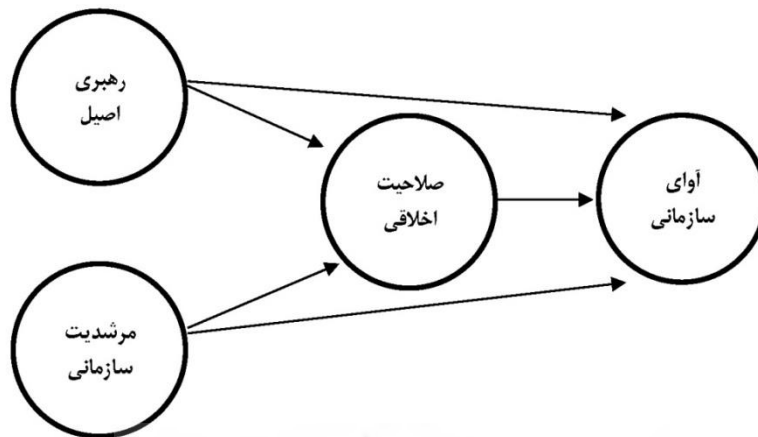 رهبری
اصیل
صلاحیت
اخلاقی
آوای
سازمانی
مرشدیت
سازمانی